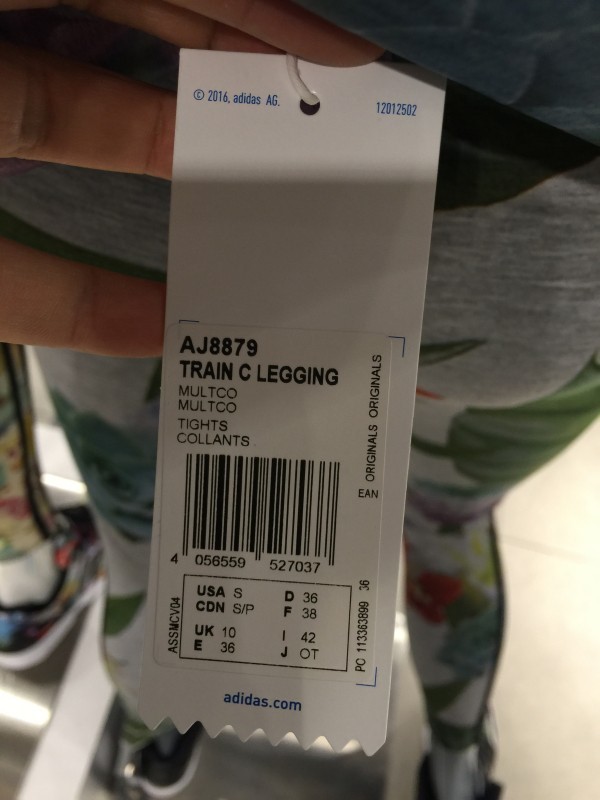 © 2016, adidas AG.
12012502
AJ8879
TRAIN C LEGGING
MULTCO
MULTCO
TIGHTS
COLLANTS
ORIGINALS ORIGINALS
EAN
4 056559 527037
ASSMCV04
USA S D 36
CDN S/P F 38
UK 10 I 42
E 36 J OT
PC 113363899 36
adidas.com